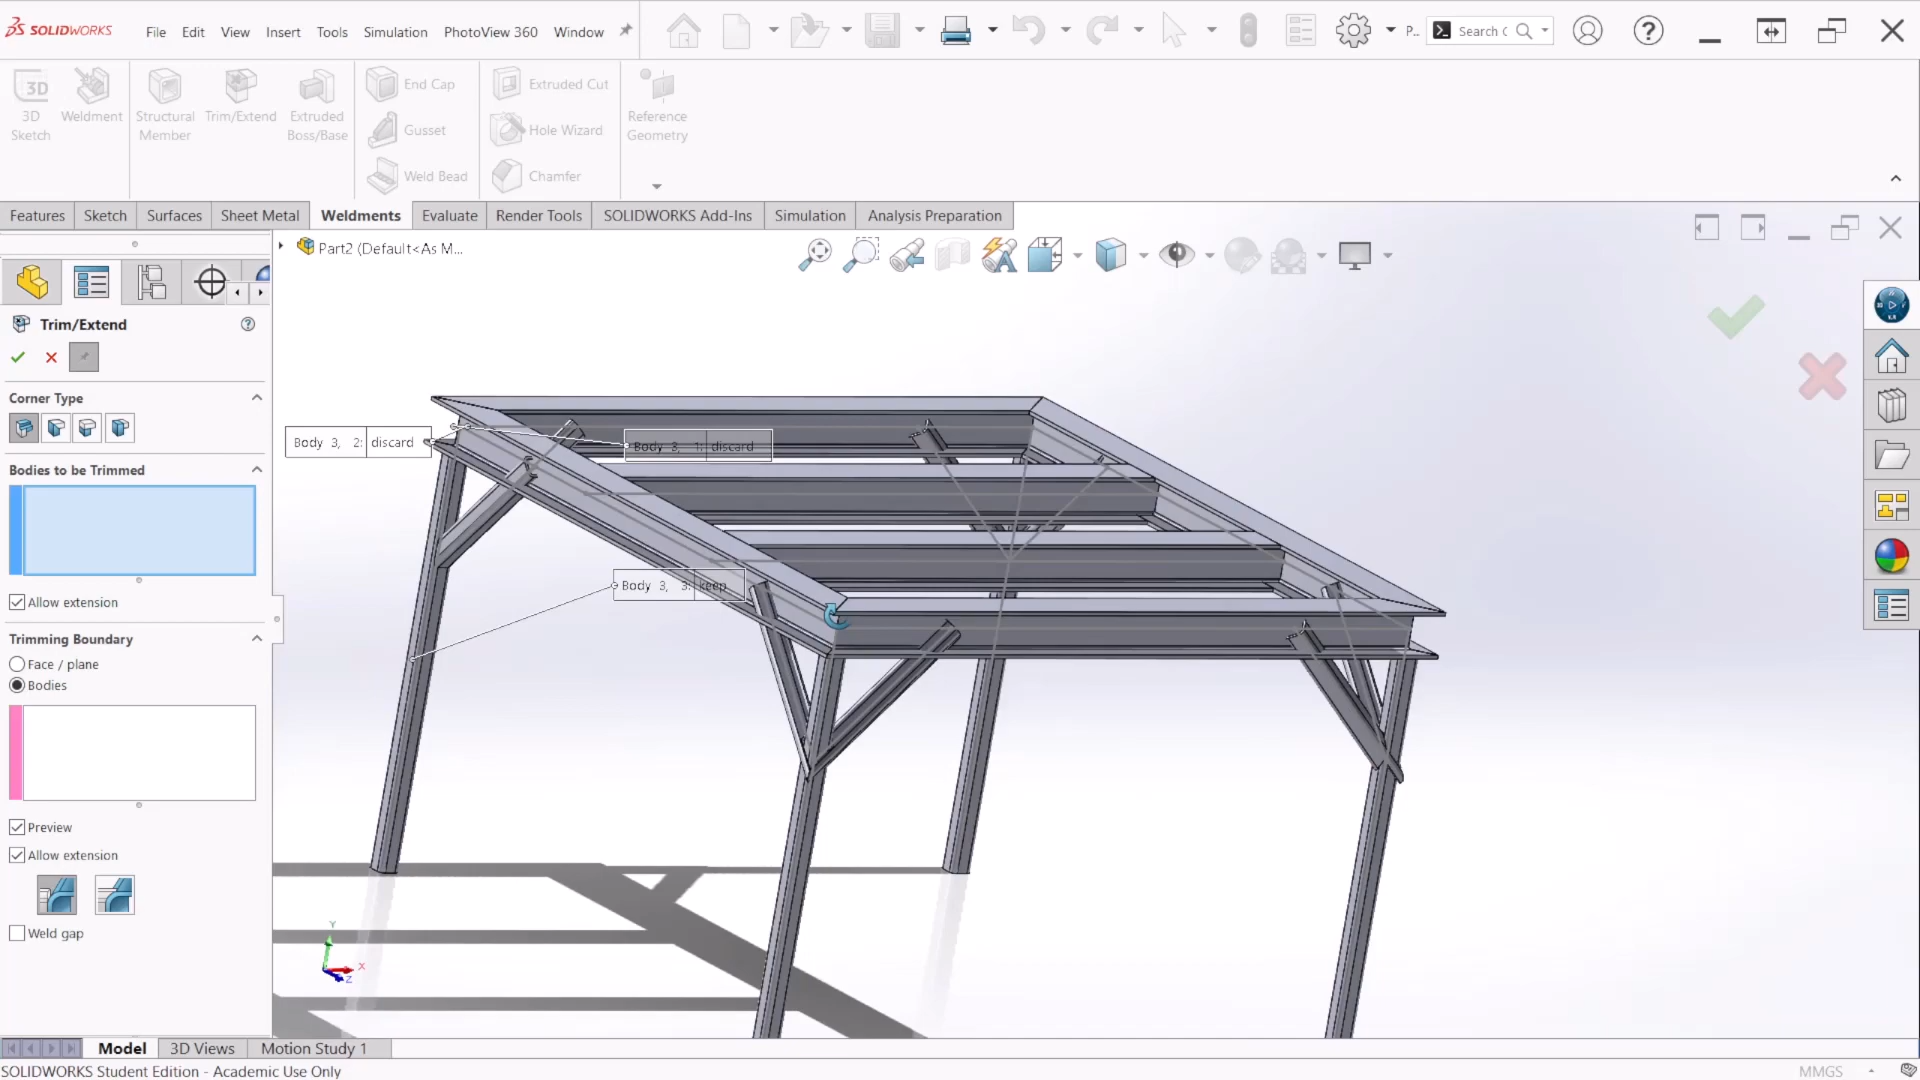 SOLIDWORKS File Edit View Insert Tools Simulation PhotoView 360 Window P... Search C
3D Sketch
Weldment
Structural Member
Trim/Extend
Extruded Boss/Base
End Cap
Gusset
Weld Bead
Extruded Cut
Hole Wizard
Chamfer
Reference Geometry
Features Sketch Surfaces Sheet Metal Weldments Evaluate Render Tools SOLIDWORKS Add-Ins Simulation Analysis Preparation
Part2 (Default<As M...
Trim/Extend
Corner Type
Bodies to be Trimmed
Allow extension
Trimming Boundary
Face / plane
Bodies
Preview
Allow extension
Weld gap
Body 3, 2: discard
Body 3, 1: discard
Body 3, 3: keep
Y
X
Z
Model 3D Views Motion Study 1
SOLIDWORKS Student Edition - Academic Use Only
MMGS